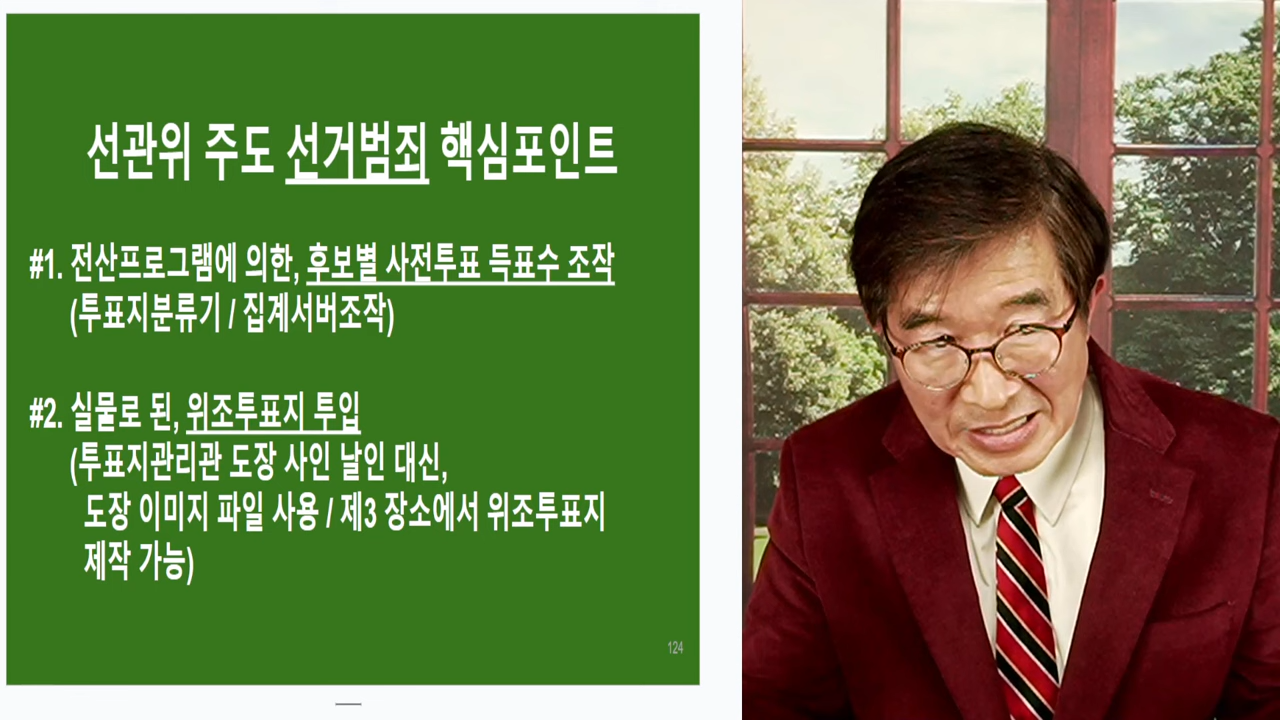 선관위 주도 선거범죄 핵심포인트
#1. 전산프로그램에 의한, 후보별 사전투표 득표수 조작
(투표지분류기 / 집계서버조작)
#2. 실물로 된, 위조투표지 투입
(투표지관리관 도장 사인 날인 대신,
도장 이미지 파일 사용 / 제3 장소에서 위조투표지
제작 가능)
124